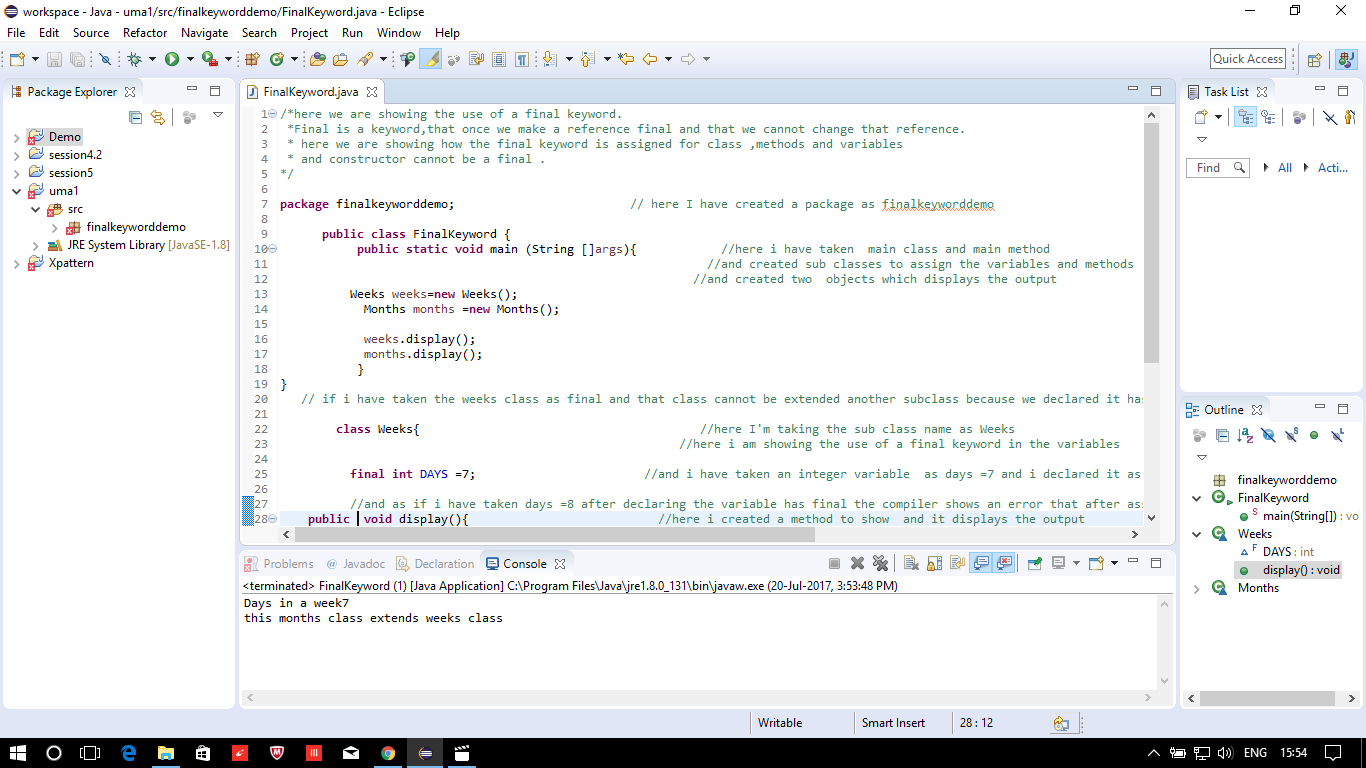 workspace - Java - uma1/src/finalkeyworddemo/FinalKeyword.java - Eclipse
File Edit Source Refactor Navigate Search Project Run Window Help
Quick Access
Package Explorer
Demo
session4.2
session5
uma1
src
finalkeyworddemo
JRE System Library [JavaSE-1.8]
Xpattern
FinalKeyword.java
1 /*here we are showing the use of a final keyword.
2 *Final is a keyword,that once we make a reference final and that we cannot change that reference.
3 * here we are showing how the final keyword is assigned for class ,methods and variables
4 * and constructor cannot be a final .
5 */
6
7 package finalkeyworddemo; // here I have created a package as finalkeyworddemo
8
9 public class FinalKeyword {
10 public static void main (String []args){ //here i have taken main class and main method
11 //and created sub classes to assign the variables and methods
12 //and created two objects which displays the output
13 Weeks weeks=new Weeks();
14 Months months =new Months();
15
16 weeks.display();
17 months.display();
18 }
19 }
20 // if i have taken the weeks class as final and that class cannot be extended another subclass because we declared it ha
21
22 class Weeks{ //here I'm taking the sub class name as Weeks
23 //here i am showing the use of a final keyword in the variables
24
25 final int DAYS =7; //and i have taken an integer variable as days =7 and i declared it as
26
27 //and as if i have taken days =8 after declaring the variable has final the compiler shows an error that after as
28 public void display(){ //here i created a method to show and it displays the output
Task List
Find All Acti...
Outline
finalkeyworddemo
FinalKeyword
main(String[]) : vo
Weeks
DAYS : int
display() : void
Months
Problems Javadoc Declaration Console
<terminated> FinalKeyword (1) [Java Application] C:\Program Files\Java\jre1.8.0_131\bin\javaw.exe (20-Jul-2017, 3:53:48 PM)
Days in a week7
this months class extends weeks class
Writable Smart Insert 28 : 12
ENG 15:54